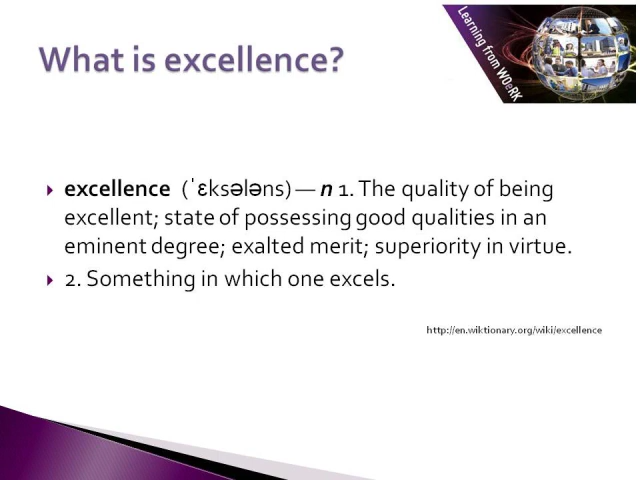 What is excellence?
Learning from WOeRK
excellence (ˈɛksələns) — n 1. The quality of being
excellent; state of possessing good qualities in an
eminent degree; exalted merit; superiority in virtue.
2. Something in which one excels.
http://en.wiktionary.org/wiki/excellence